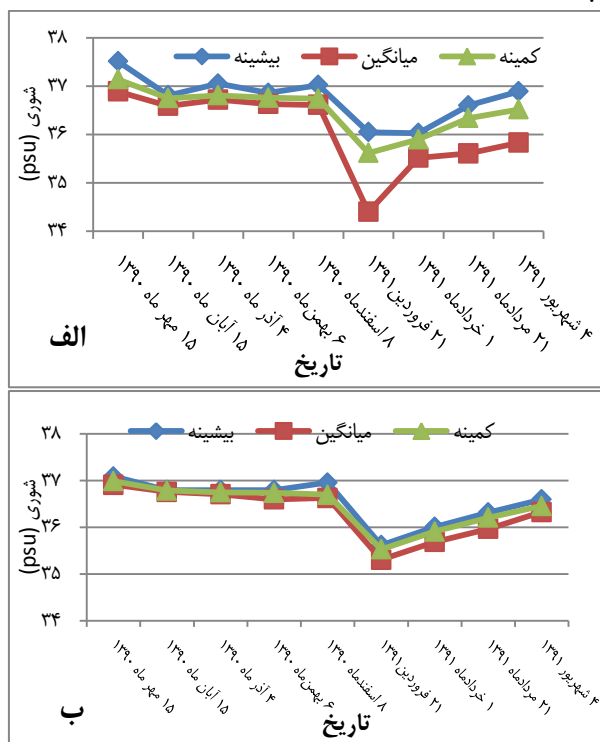 ۳۸
۳۷
۳۶
۳۵
۳۴
شوری (psu)
بیشینه میانگین کمینه
۱۵ مهر ماه ۱۳۹۰
۱۵ آبان ماه ۱۳۹۰
۴ آذر ماه ۱۳۹۰
۶ بهمن‌ماه ۱۳۹۰
۸ اسفندماه ۱۳۹۰
۲۱ فروردین ۱۳۹۱
۱ خردادماه ۱۳۹۱
۲۱ مردادماه ۱۳۹۱
۴ شهریور ۱۳۹۱
تاریخ
الف
۳۸
۳۷
۳۶
۳۵
۳۴
شوری (psu)
بیشینه میانگین کمینه
۱۵ مهر ماه ۱۳۹۰
۱۵ آبان ماه ۱۳۹۰
۴ آذر ماه ۱۳۹۰
۶ بهمن‌ماه ۱۳۹۰
۸ اسفندماه ۱۳۹۰
۲۱ فروردین ۱۳۹۱
۱ خردادماه ۱۳۹۱
۲۱ مردادماه ۱۳۹۱
۴ شهریور ۱۳۹۱
تاریخ
ب